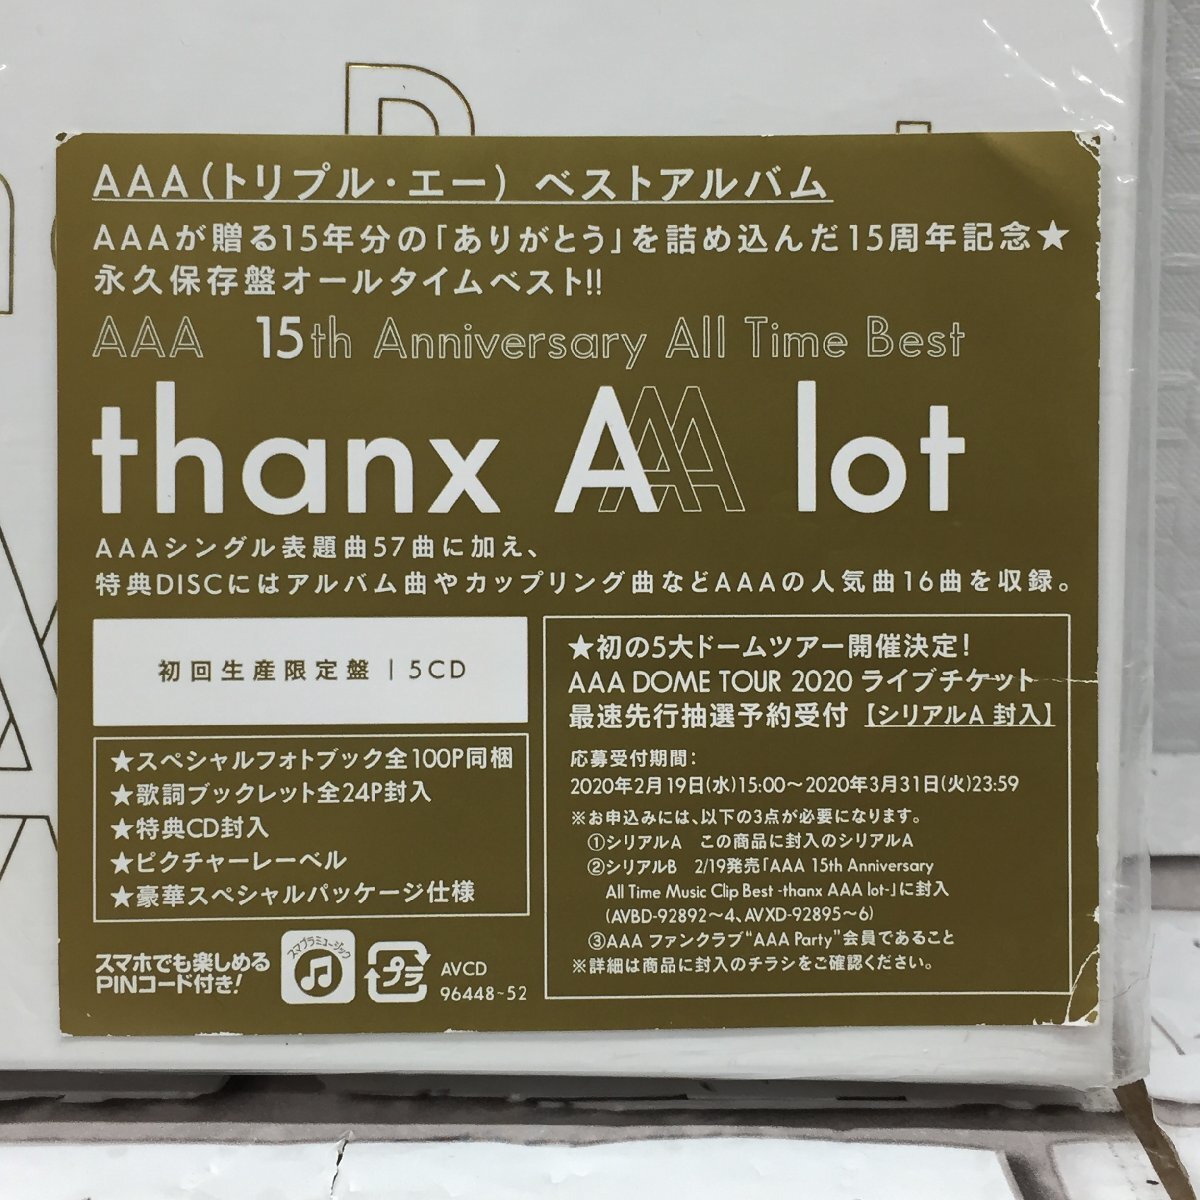 AAA(トリプル・エー) ベストアルバム
AAAが贈る15年分の「ありがとう」を詰め込んだ15周年記念★
永久保存盤オールタイムベスト!!
AAA 15th Anniversary All Time Best
thanx AAA lot
AAAシングル表題曲57曲に加え、
特典DISCにはアルバム曲やカップリング曲などAAAの人気曲16曲を収録。
初回生産限定盤 | 5CD
★スペシャルフォトブック全100P同梱
★歌詞ブックレット全24P封入
★特典CD封入
★ピクチャーレーベル
★豪華スペシャルパッケージ仕様
スマホでも楽しめる
PINコード付き!
スマプラミュージック
プラ
AVCD
96448~52
★初の5大ドームツアー開催決定!
AAA DOME TOUR 2020 ライブチケット
最速先行抽選予約受付【シリアルA 封入】
応募受付期間:
2020年2月19日(水)15:00~2020年3月31日(火)23:59
※お申込みには、以下の3点が必要になります。
①シリアルA この商品に封入のシリアルA
②シリアルB 2/19発売「AAA 15th Anniversary
All Time Music Clip Best -thanx AAA lot-」に封入
(AVBD-92892~4、AVXD-92895~6)
③AAA ファンクラブ“AAA Party”会員であること
※詳細は商品に封入のチラシをご確認ください。